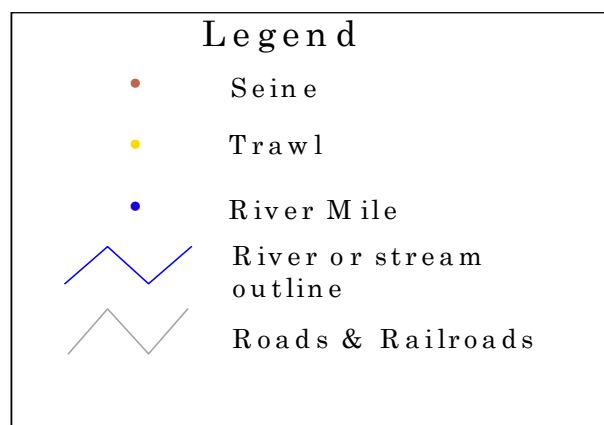 Legend
Seine
Trawl
River Mile
River or stream
outline
Roads & Railroads